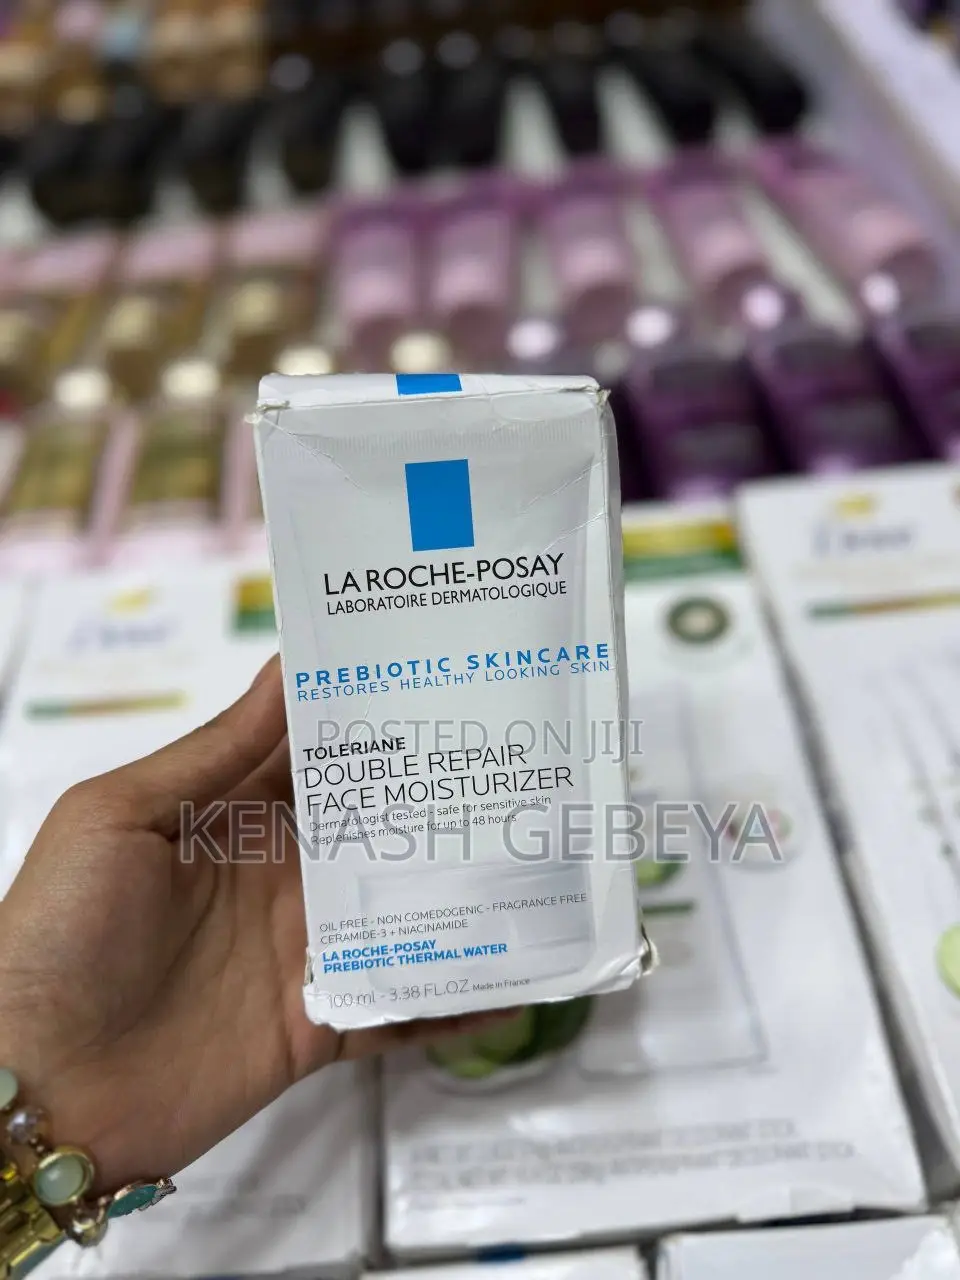 LA ROCHE-POSAY
LABORATOIRE DERMATOLOGIQUE
PREBIOTIC SKINCARE
RESTORES HEALTHY LOOKING SKIN
POSTED ON JIJI
TOLERIANE
DOUBLE REPAIR
FACE MOISTURIZER
Dermatologist tested - safe for sensitive skin
Replenishes moisture for up to 48 hours
KENASH GEBEYA
OIL FREE - NON COMEDOGENIC - FRAGRANCE FREE
CERAMIDE-3 + NIACINAMIDE
LA ROCHE-POSAY
PREBIOTIC THERMAL WATER
100 ml - 3.38 FL.OZ Made in France